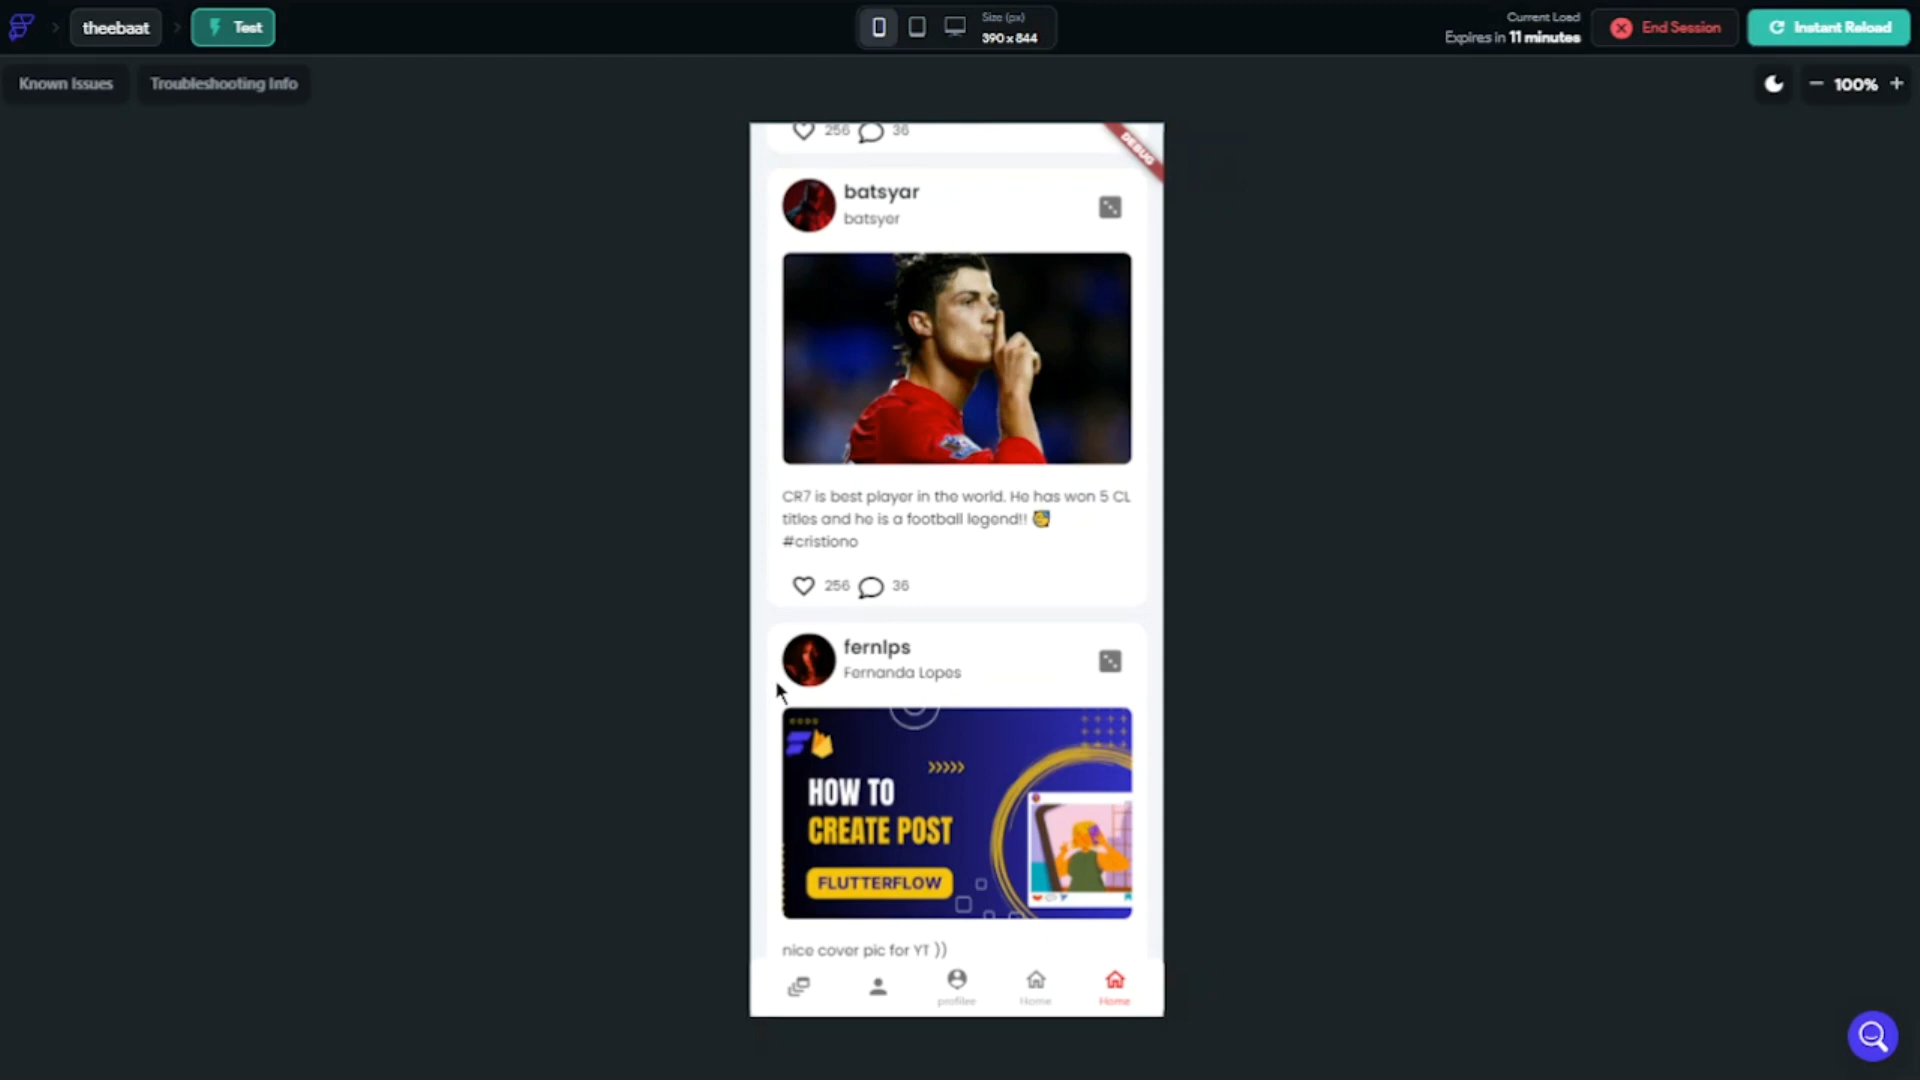 theebaat
Test
Size (px)
390 x 844
Current Load
Expires in 11 minutes
End Session
Instant Reload
Known Issues
Troubleshooting Info
100%
256 36
DEBUG
batsyar
batsyer
CR7 is best player in the world. He has won 5 CL
titles and he is a football legend!! 🥳
#cristiono
256 36
fernlps
Fernanda Lopes
HOW TO
CREATE POST
FLUTTERFLOW
nice cover pic for YT ))
profilee
Home
Home